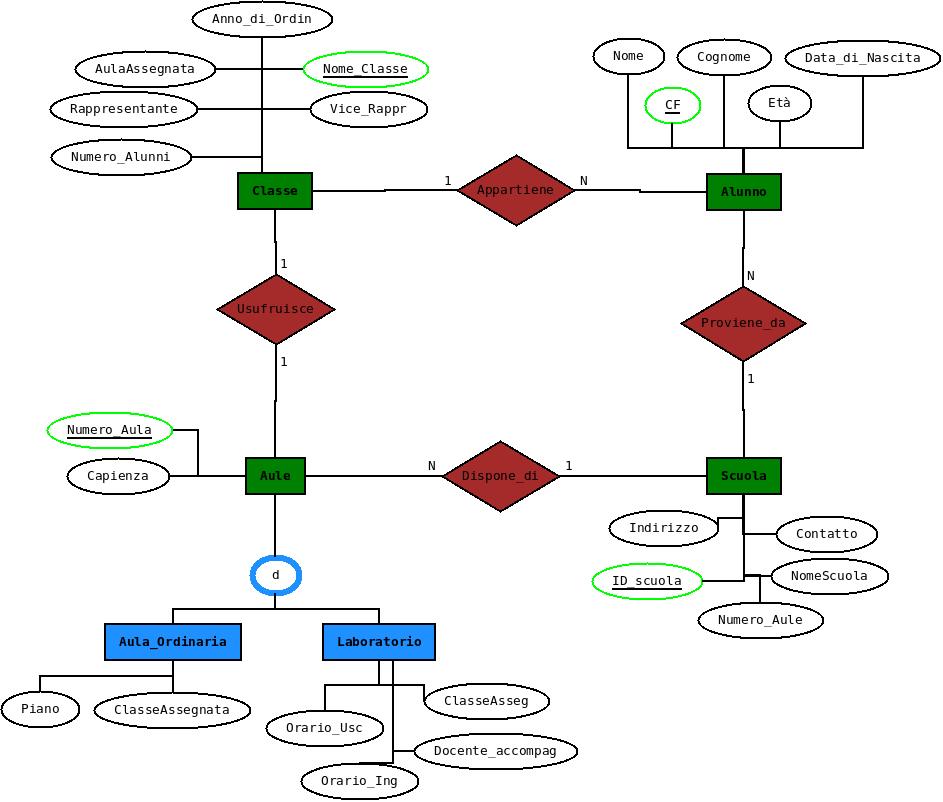 Anno_di_Ordin
AulaAssegnata
Nome_Classe
Rappresentante
Vice_Rappr
Numero_Alunni
Nome
Cognome
Data_di_Nascita
CF
Età
Classe
1
Appartiene
N
Alunno
1
Usufruisce
1
N
Proviene_da
1
Numero_Aula
Capienza
Aule
N
Dispone_di
1
Scuola
Indirizzo
Contatto
ID_scuola
NomeScuola
Numero_Aule
d
Aula_Ordinaria
Laboratorio
Piano
ClasseAssegnata
Orario_Usc
ClasseAsseg
Docente_accompag
Orario_Ing